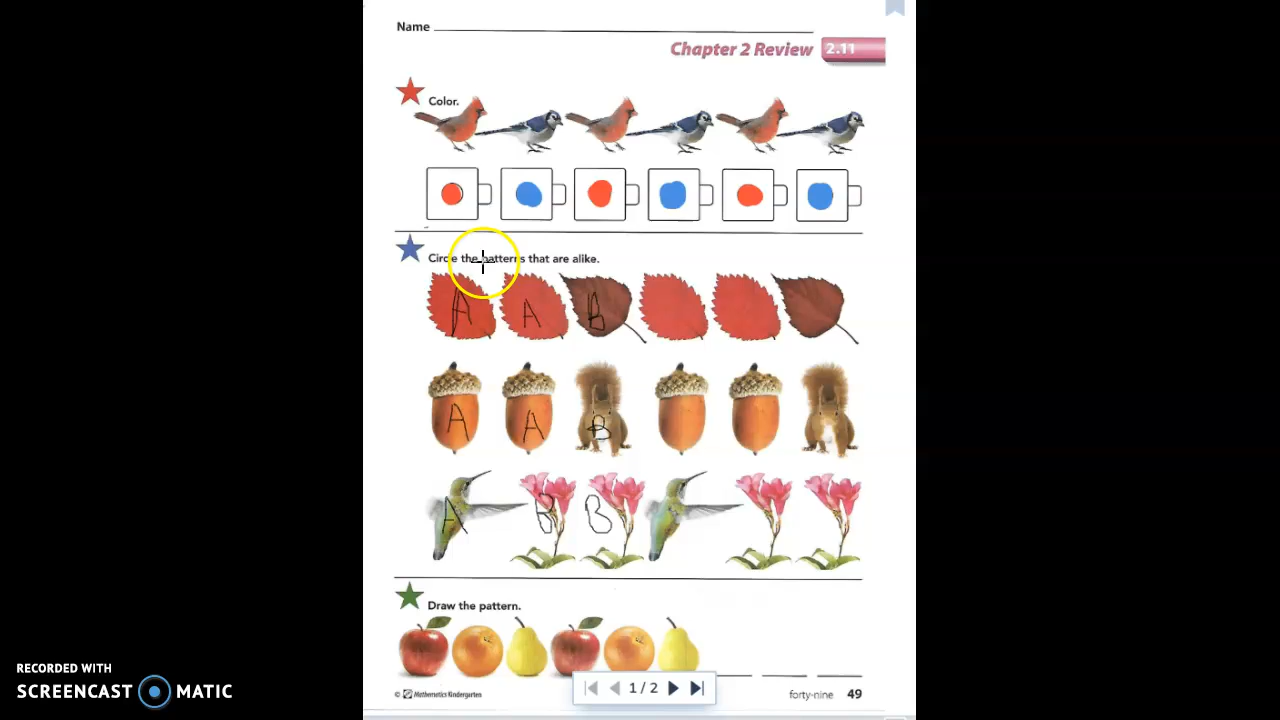 Name
Chapter 2 Review 2.11
Color.
Circle the patterns that are alike.
A A B
A A B
A B B
Draw the pattern.
1 / 2
© Mathematics Kindergarten
forty-nine 49
RECORDED WITH
SCREENCAST MATIC